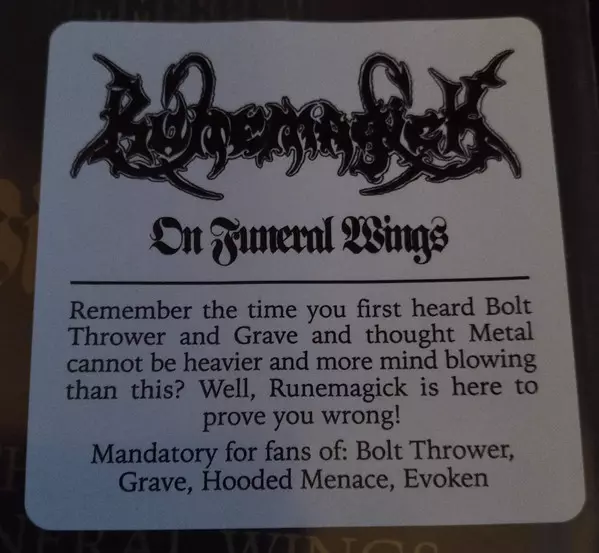 Runemagick
On Funeral Wings
Remember the time you first heard Bolt
Thrower and Grave and thought Metal
cannot be heavier and more mind blowing
than this? Well, Runemagick is here to
prove you wrong!
Mandatory for fans of: Bolt Thrower,
Grave, Hooded Menace, Evoken
WINGS